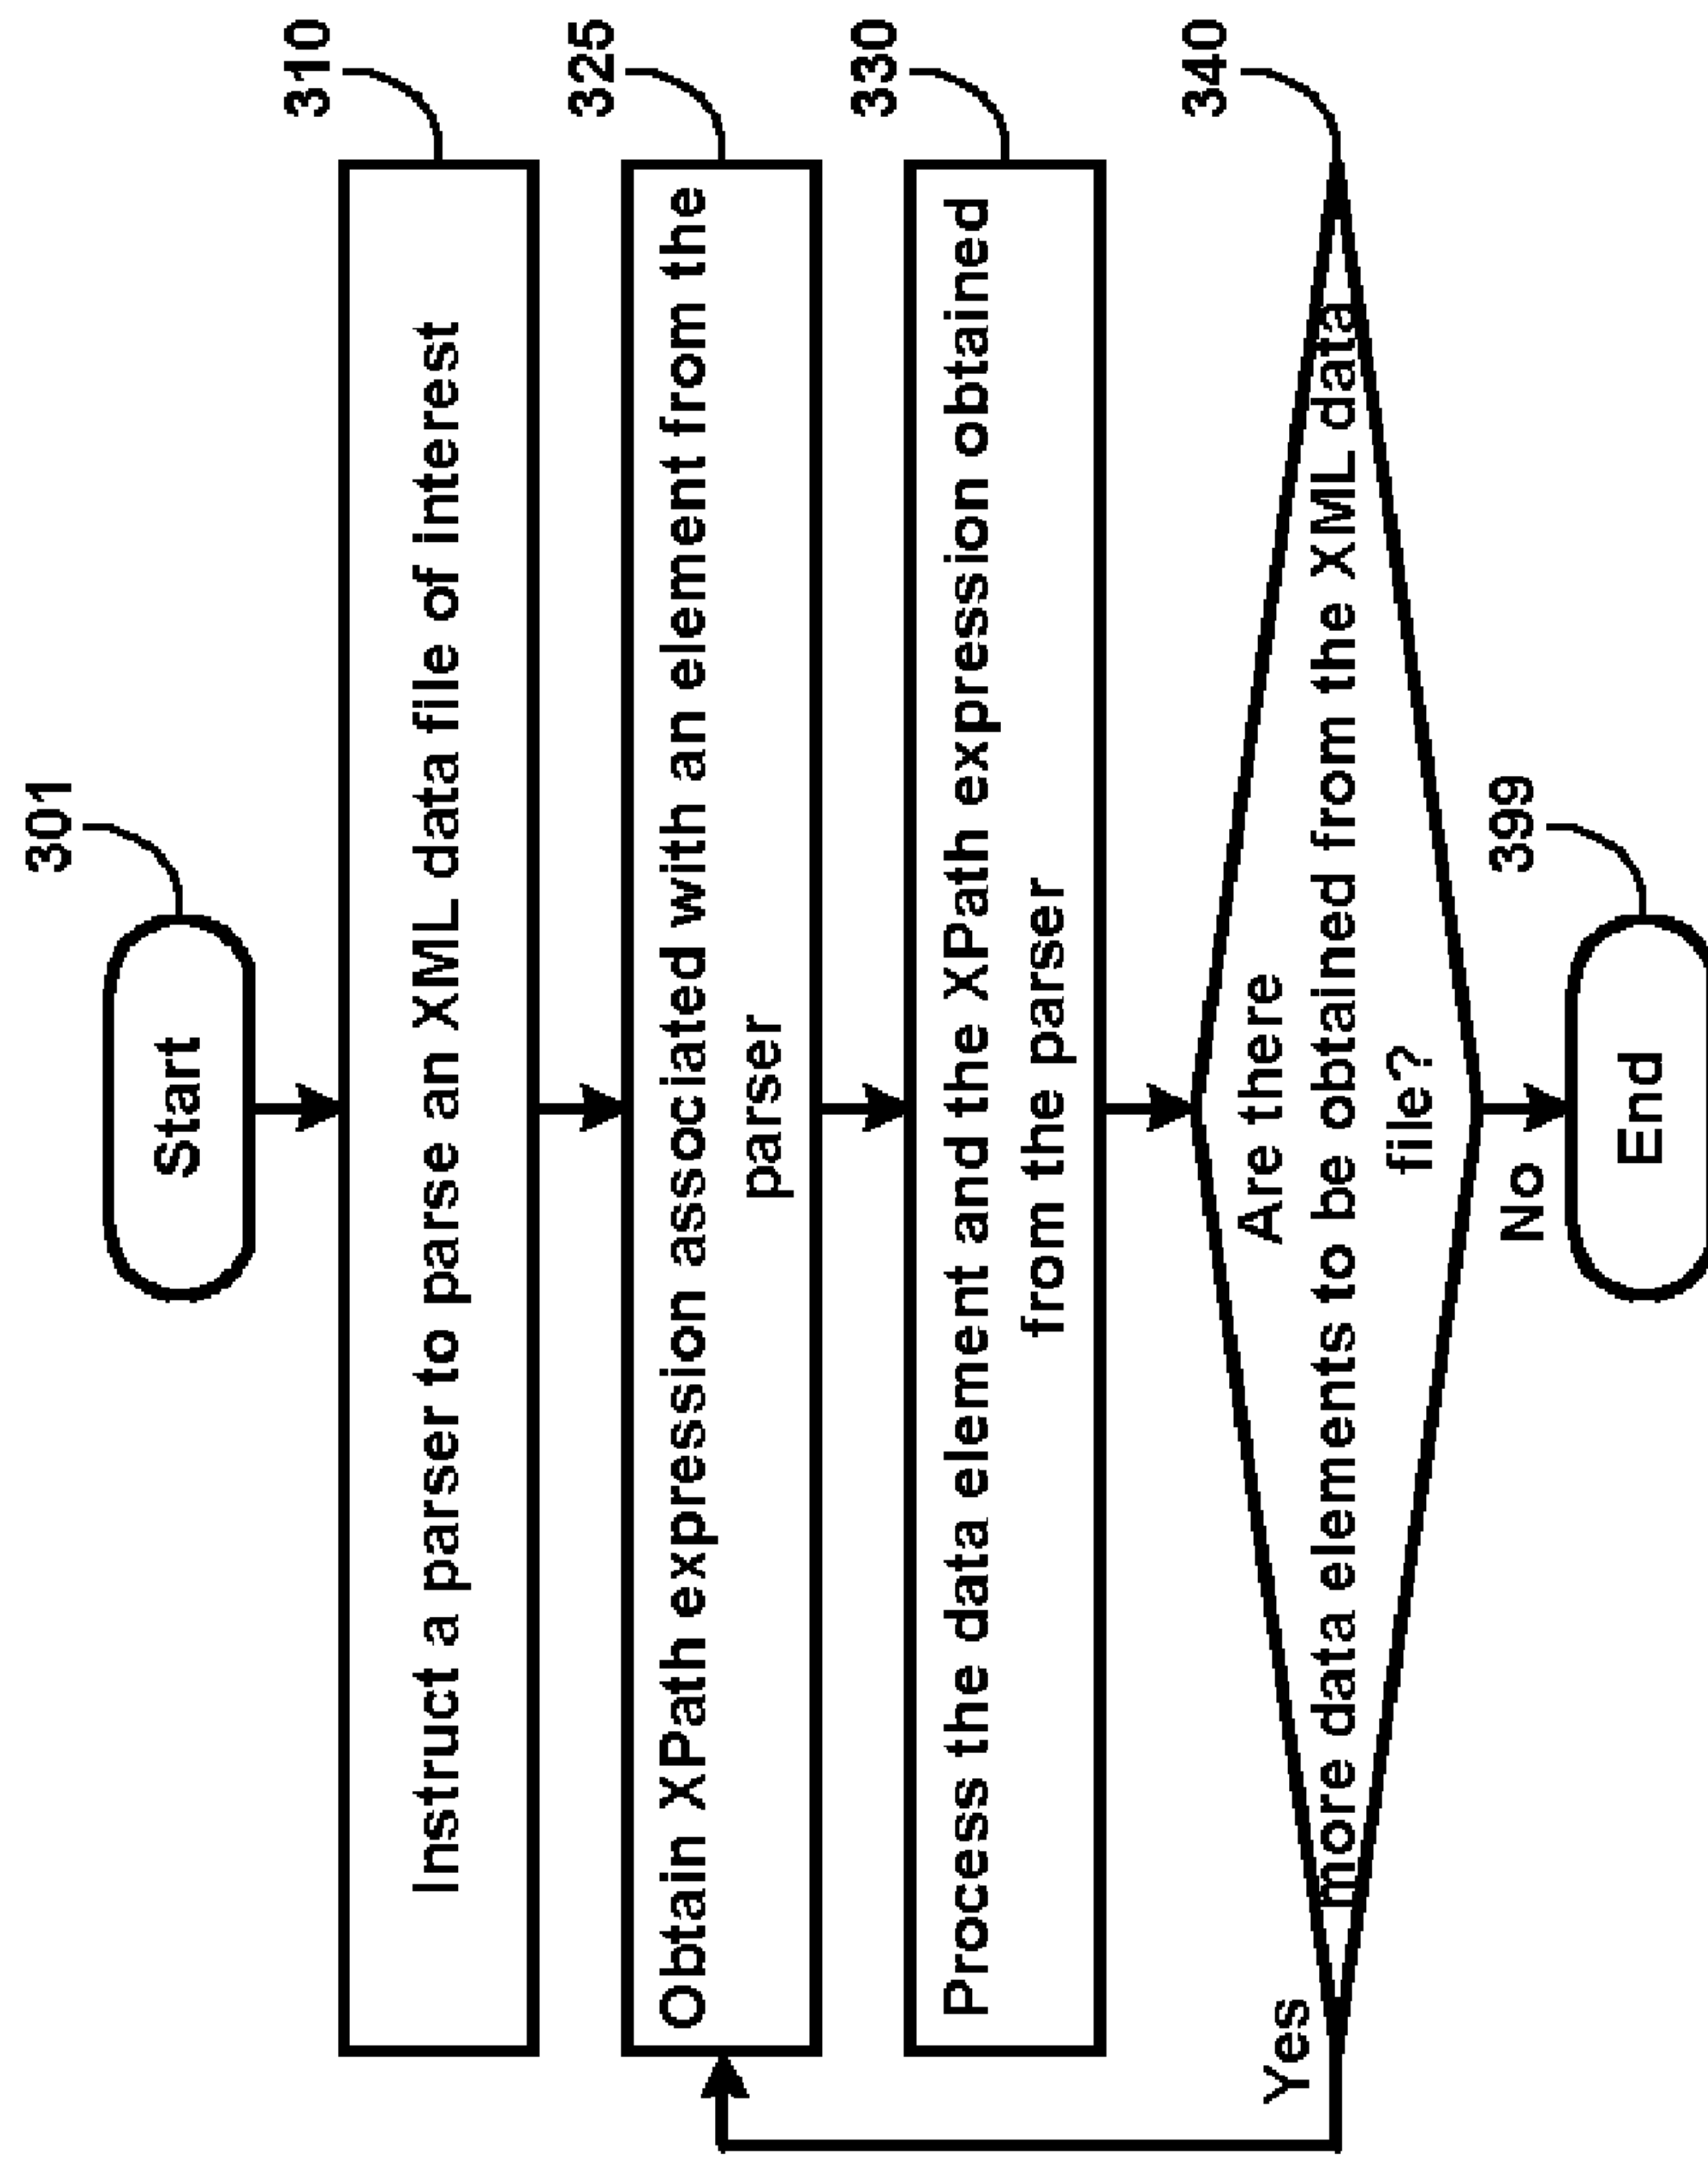 301
Start
310
Instruct a parser to parse an XML data file of interest
325
Obtain XPath expression associated with an element from the
parser
330
Process the data element and the XPath expression obtained
from the parser
340
Are there
more data elements to be obtained from the XML data
file?
Yes
No
399
End